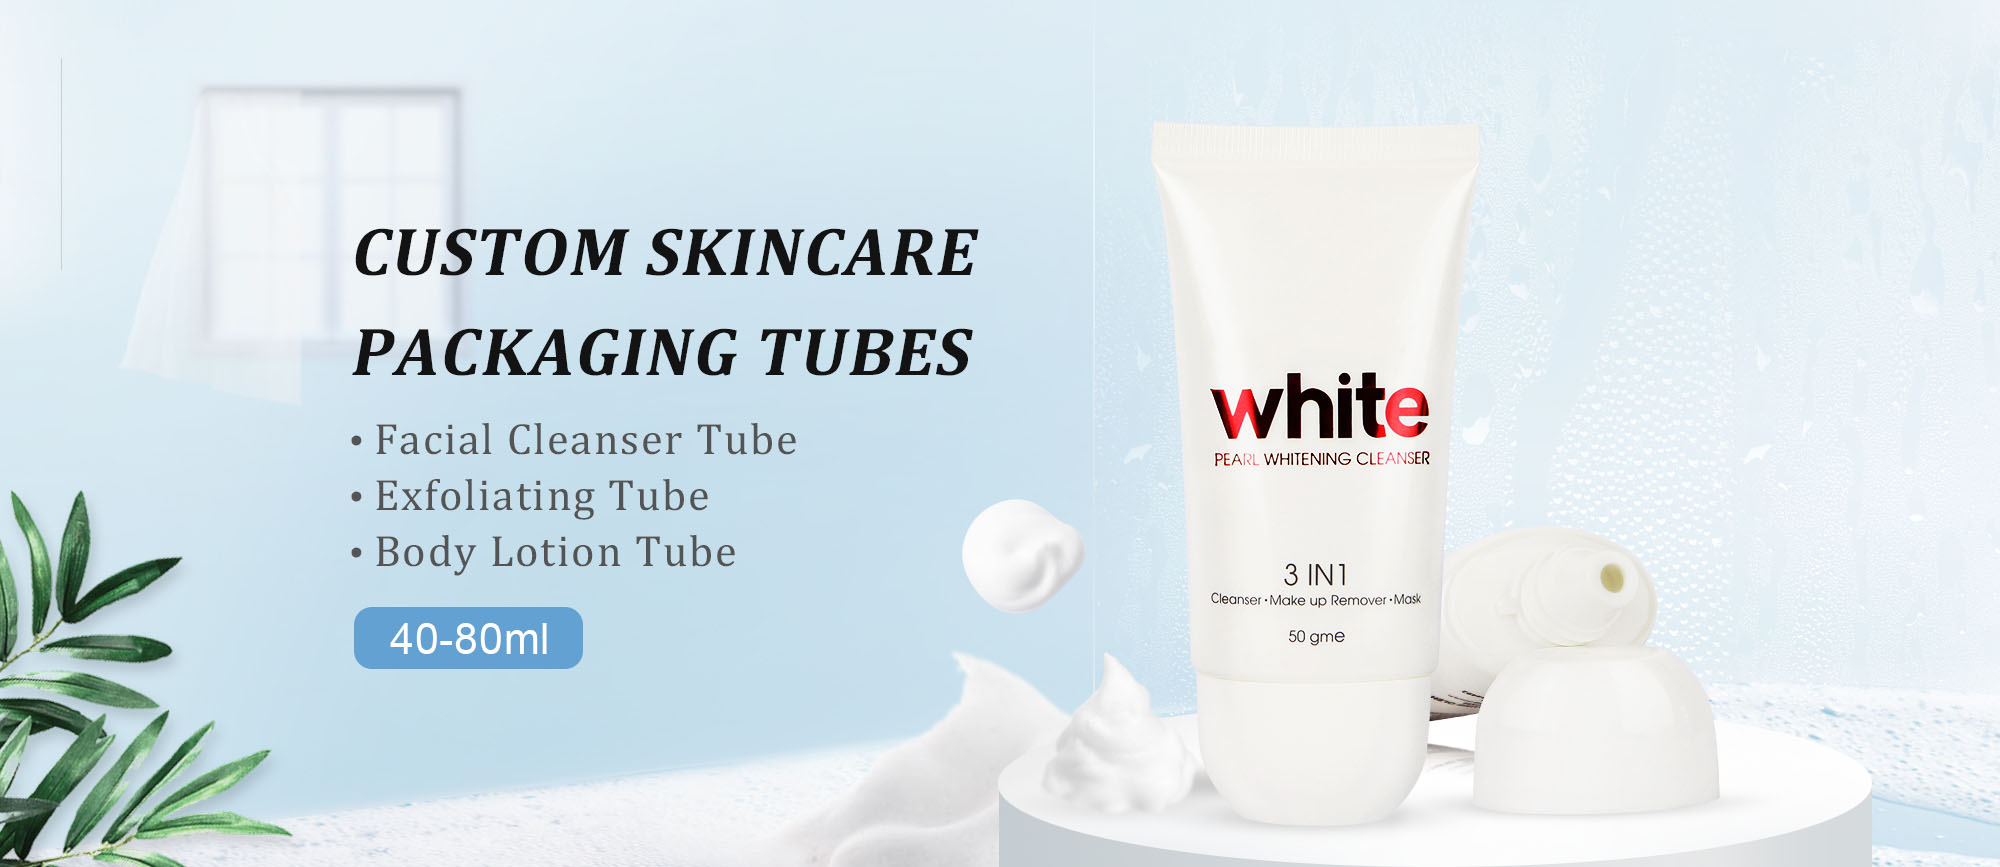 CUSTOM SKINCARE
PACKAGING TUBES
• Facial Cleanser Tube
• Exfoliating Tube
• Body Lotion Tube
40-80ml
white
PEARL WHITENING CLEANSER
3 IN1
Cleanser•Make up Remover•Mask
50 gme